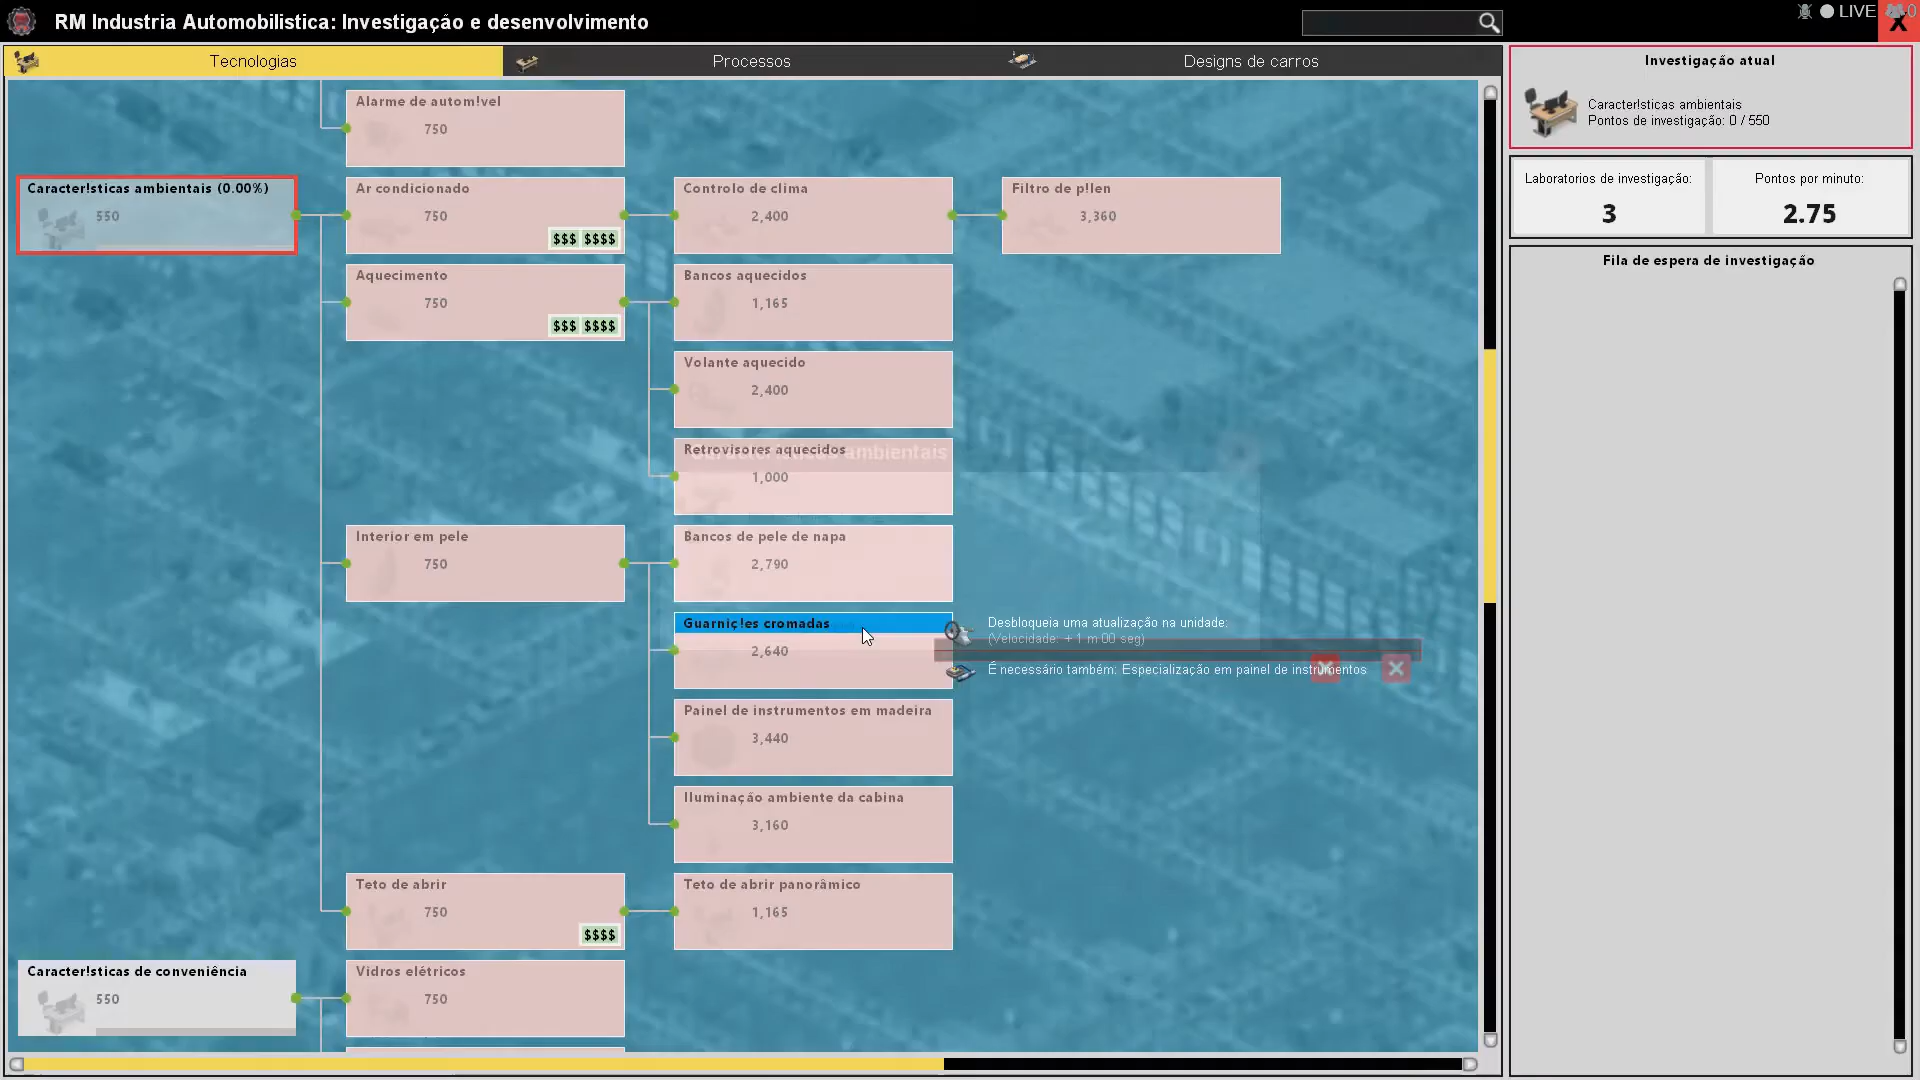 RM Industria Automobilistica: Investigação e desenvolvimento
LIVE 0
Tecnologias
Processos
Designs de carros
Alarme de autom!vel
750
Caracter!sticas ambientais (0.00%)
550
Ar condicionado
750
$$$ $$$$
Controlo de clima
2,400
Filtro de p!len
3,360
Aquecimento
750
$$$ $$$$
Bancos aquecidos
1,165
Volante aquecido
2,400
Retrovisores aquecidos
1,000
Características ambientais
Interior em pele
750
Bancos de pele de napa
2,790
Guarniç!es cromadas
2,640
Desbloqueia uma atualização na unidade:
(Velocidade: + 1 m 00 seg)
É necessário também: Especialização em painel de instrumentos
Painel de instrumentos em madeira
3,440
Iluminação ambiente da cabina
3,160
Teto de abrir
750
$$$$
Teto de abrir panorâmico
1,165
Caracter!sticas de conveniência
550
Vidros elétricos
750
Investigação atual
Caracter!sticas ambientais
Pontos de investigação: 0 / 550
Laboratorios de investigação:
3
Pontos por minuto:
2.75
Fila de espera de investigação